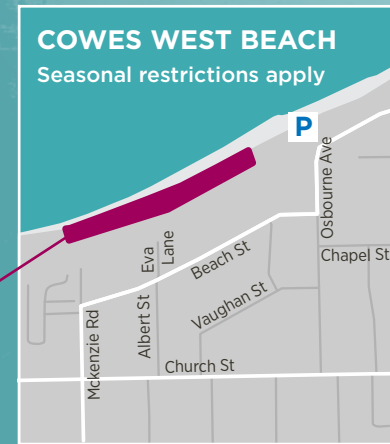 COWES WEST BEACH
Seasonal restrictions apply
P
Osbourne Ave
Eva
Lane
Beach St
Chapel St
Albert St
Vaughan St
Mckenzie Rd
Church St